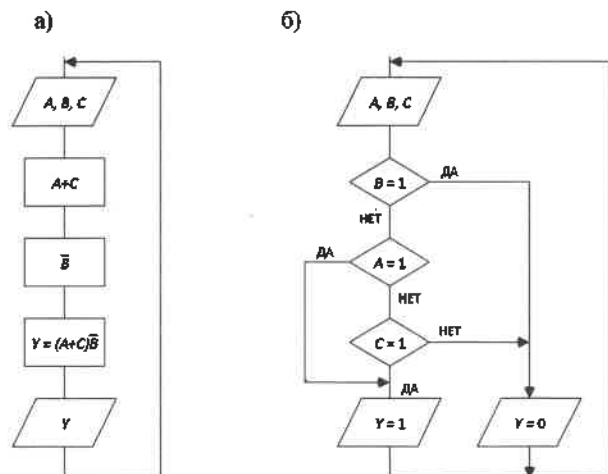 а)
A, B, C
A+C
B̅
Y = (A+C)B̅
Y
б)
A, B, C
B = 1
ДА
НЕТ
ДА
A = 1
НЕТ
C = 1
НЕТ
ДА
Y = 1
Y = 0